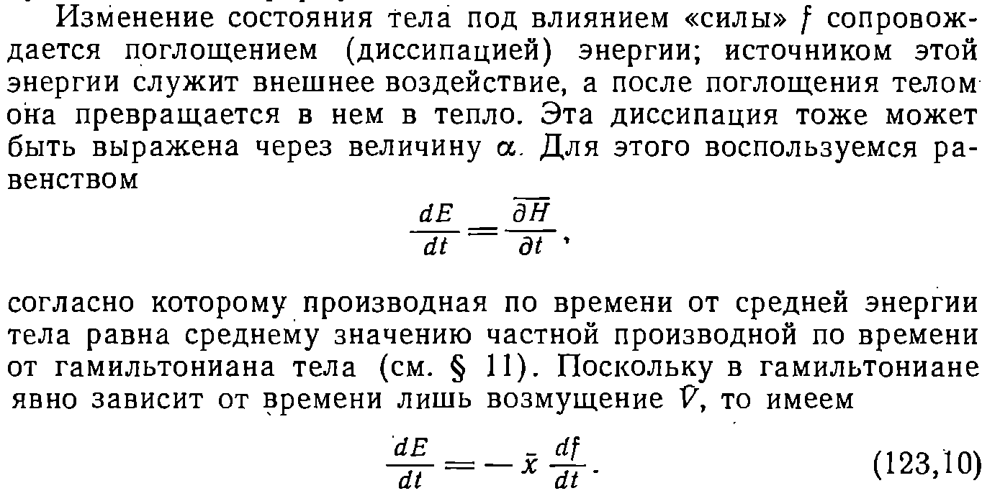 Изменение состояния тела под влиянием «силы» f сопровож-
дается поглощением (диссипацией) энергии; источником этой
энергии служит внешнее воздействие, а после поглощения телом
она превращается в нем в тепло. Эта диссипация тоже может
быть выражена через величину α. Для этого воспользуемся ра-
венством
$\frac{dE}{dt} = \frac{\overline{\partial H}}{\partial t},$
согласно которому производная по времени от средней энергии
тела равна среднему значению частной производной по времени
от гамильтониана тела (см. § 11). Поскольку в гамильтониане
явно зависит от времени лишь возмущение $\hat{V}$, то имеем
$\frac{dE}{dt} = -\bar{x} \frac{df}{dt}.$ (123,10)